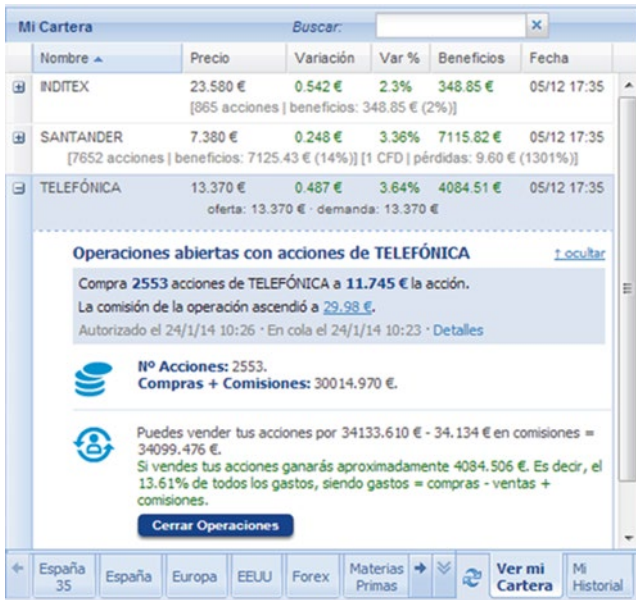 Mi Cartera Buscar:
Nombre Precio Variación Var % Beneficios Fecha
INDITEX 23.580 € 0.542 € 2.3% 348.85 € 05/12 17:35
[865 acciones | beneficios: 348.85 € (2%)]
SANTANDER 7.380 € 0.248 € 3.36% 7115.82 € 05/12 17:35
[7652 acciones | beneficios: 7125.43 € (14%)] [1 CFD | pérdidas: 9.60 € (1301%)]
TELEFÓNICA 13.370 € 0.487 € 3.64% 4084.51 € 05/12 17:35
oferta: 13.370 € · demanda: 13.370 €
Operaciones abiertas con acciones de TELEFÓNICA ↑ ocultar
Compra 2553 acciones de TELEFÓNICA a 11.745 € la acción.
La comisión de la operación ascendió a 29.98 €.
Autorizado el 24/1/14 10:26 · En cola el 24/1/14 10:23 · Detalles
Nº Acciones: 2553.
Compras + Comisiones: 30014.970 €.
Puedes vender tus acciones por 34133.610 € - 34.134 € en comisiones =
34099.476 €.
Si vendes tus acciones ganarás aproximadamente 4084.506 €. Es decir, el
13.61% de todos los gastos, siendo gastos = compras - ventas +
comisiones.
Cerrar Operaciones
España 35 España Europa EEUU Forex Materias Primas Ver mi Cartera Mi Historial